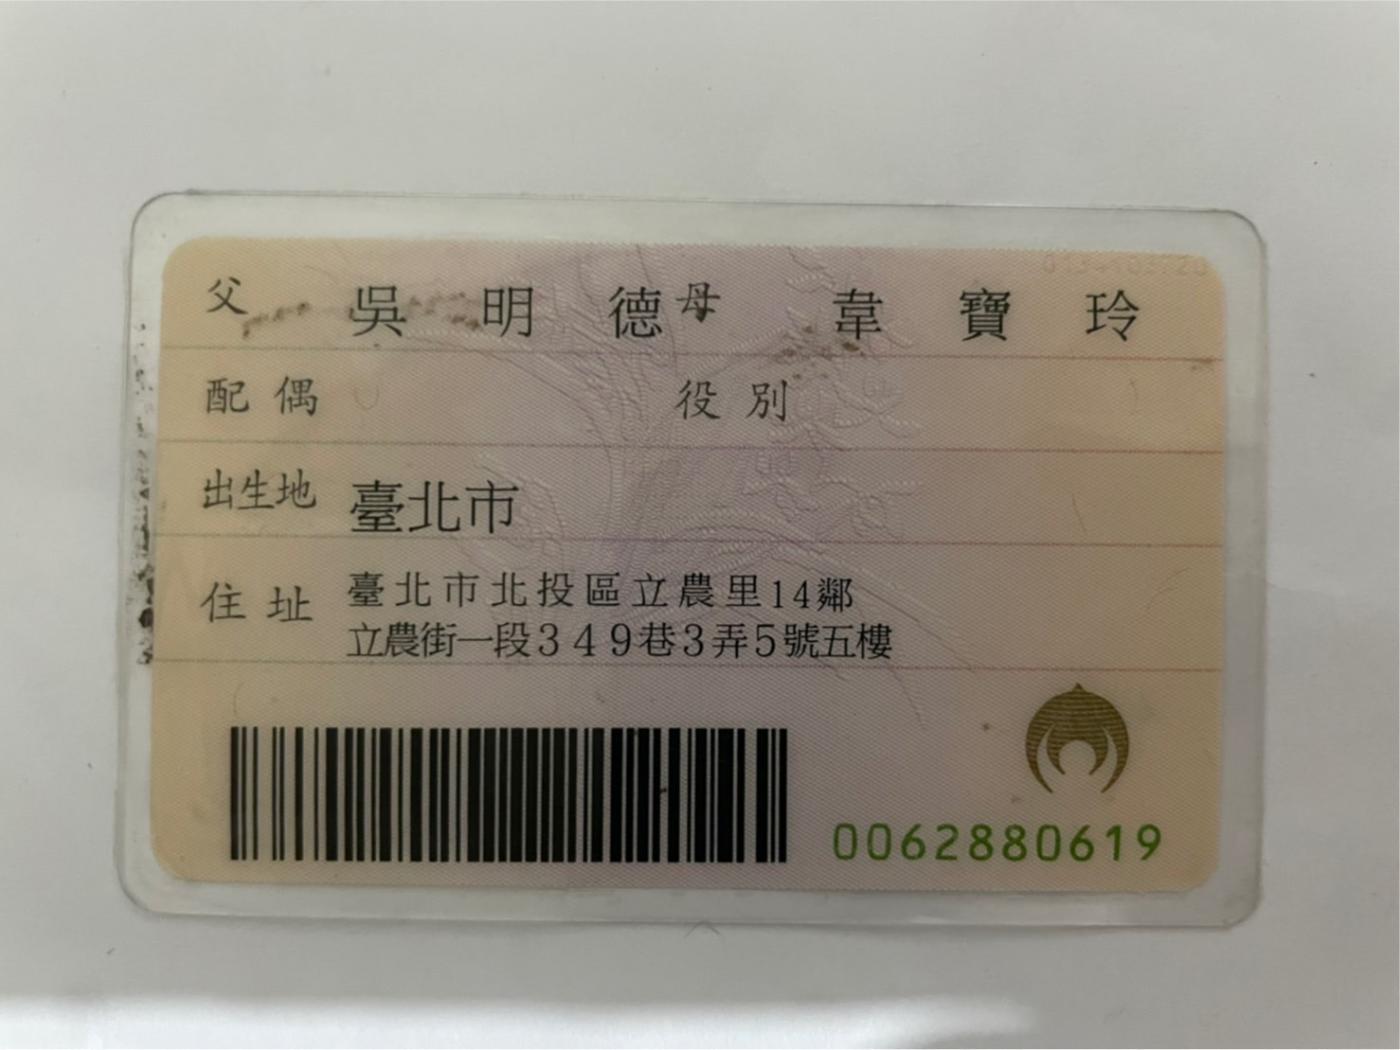 父 吳明德 母 韋寶玲
配偶 役別
出生地 臺北市
住址 臺北市北投區立農里14鄰
立農街一段349巷3弄5號五樓
0062880619